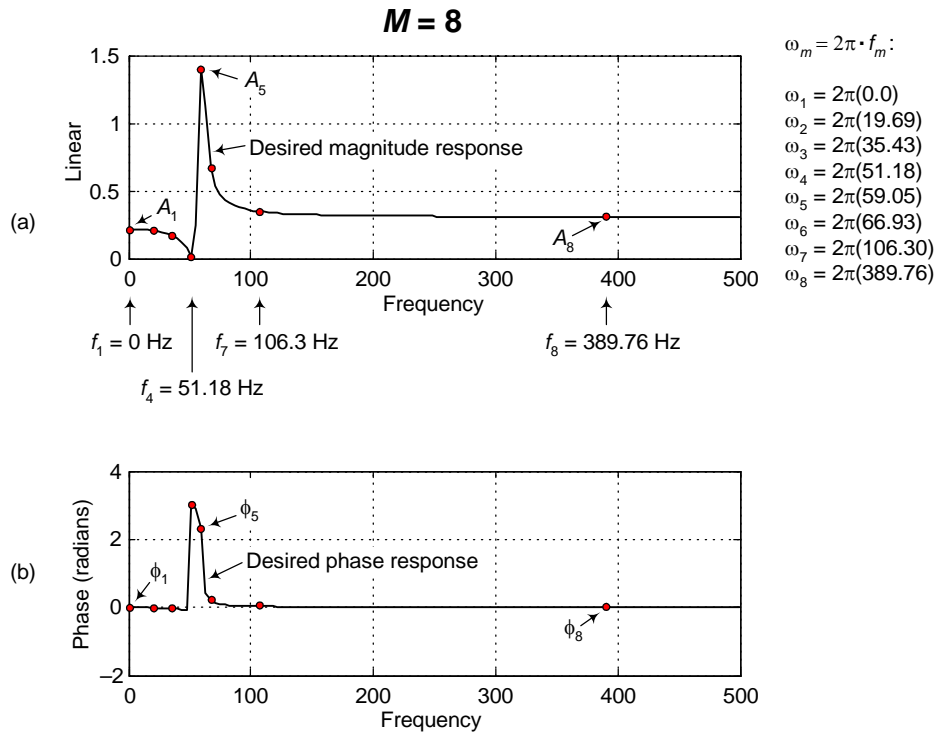 M = 8
(a)
Linear
1.5
1
0.5
0
A5
Desired magnitude response
A1
A8
0
100
200
300
400
500
Frequency
f1 = 0 Hz
f7 = 106.3 Hz
f8 = 389.76 Hz
f4 = 51.18 Hz
ωm = 2π · fm:
ω1 = 2π(0.0)
ω2 = 2π(19.69)
ω3 = 2π(35.43)
ω4 = 2π(51.18)
ω5 = 2π(59.05)
ω6 = 2π(66.93)
ω7 = 2π(106.30)
ω8 = 2π(389.76)
(b)
Phase (radians)
4
2
0
–2
ϕ5
Desired phase response
ϕ1
ϕ8
0
100
200
300
400
500
Frequency